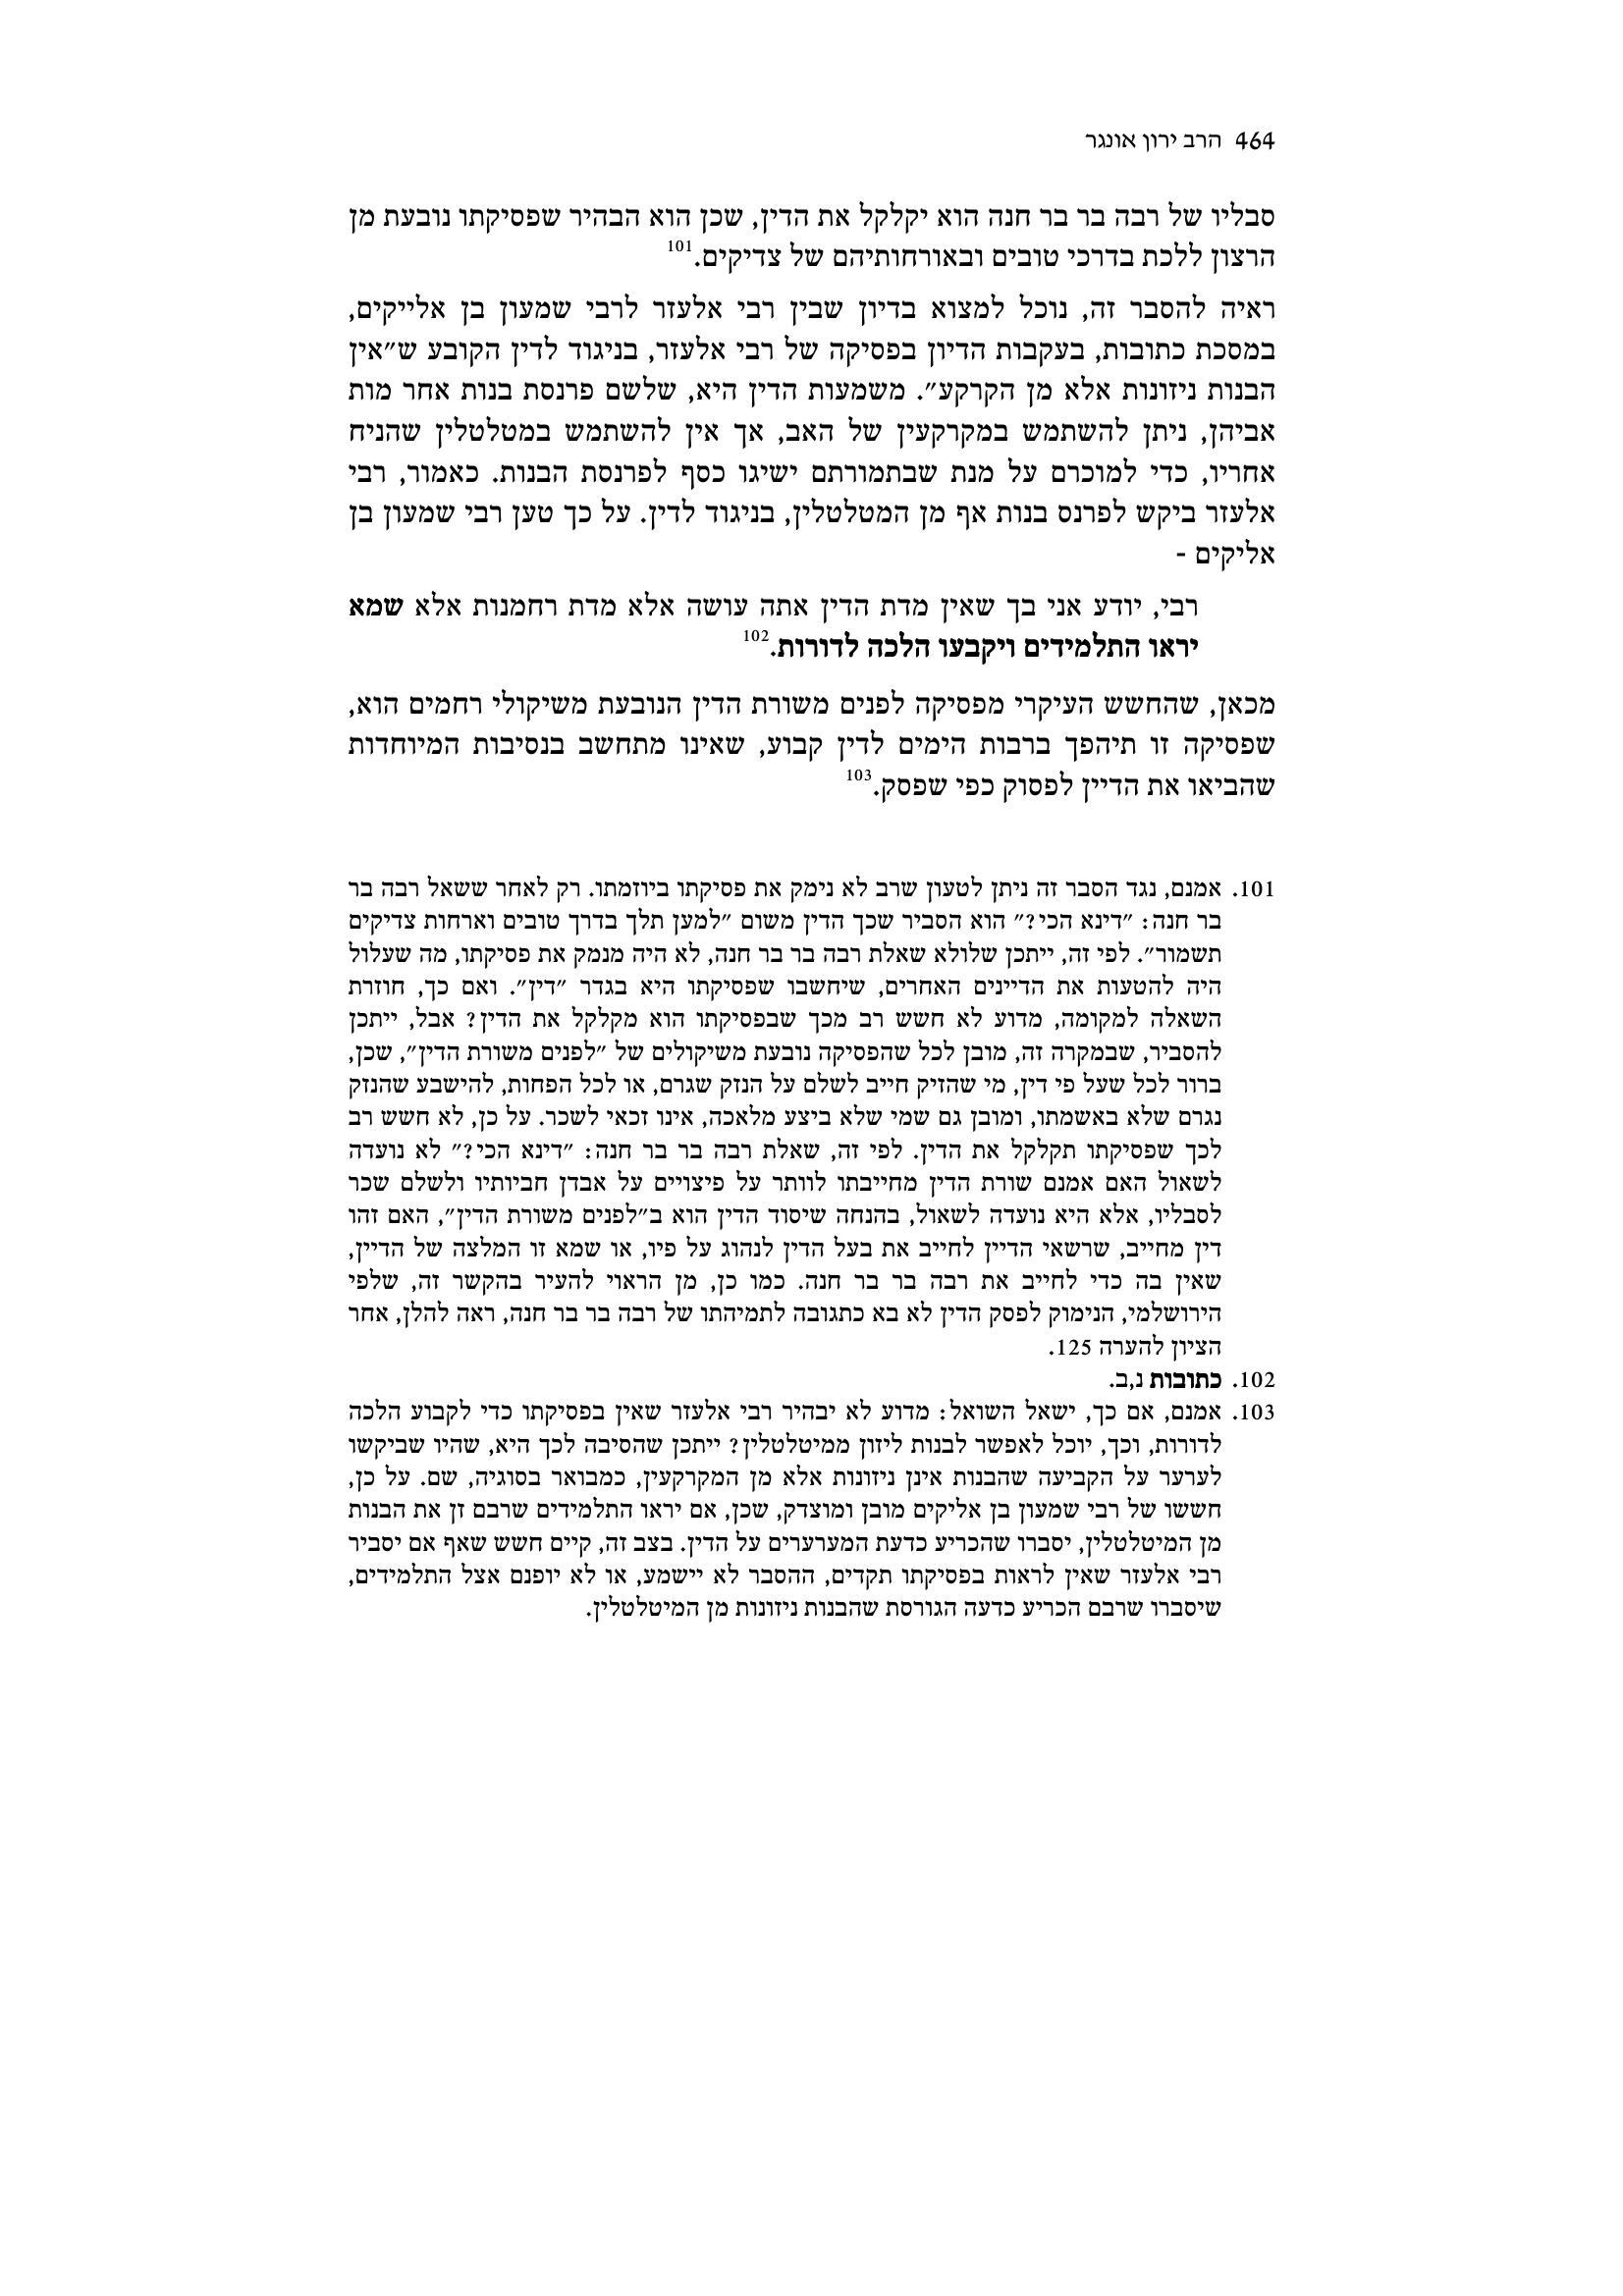 464 הרב ירון אונגר
סבליו של רבה בר בר חנה הוא יקלקל את הדין, שכן הוא הבהיר שפסיקתו נובעת מן
הרצון ללכת בדרכי טובים ובאורחותיהם של צדיקים.101
ראיה להסבר זה, נוכל למצוא בדיון שבין רבי אלעזר לרבי שמעון בן אלייקים,
במסכת כתובות, בעקבות הדיון בפסיקה של רבי אלעזר, בניגוד לדין הקובע ש״אין
הבנות ניזונות אלא מן הקרקע״. משמעות הדין היא, שלשם פרנסת בנות אחר מות
אביהן, ניתן להשתמש במקרקעין של האב, אך אין להשתמש במטלטלין שהניח
אחריו, כדי למוכרם על מנת שבתמורתם ישיגו כסף לפרנסת הבנות. כאמור, רבי
אלעזר ביקש לפרנס בנות אף מן המטלטלין, בניגוד לדין. על כך טען רבי שמעון בן
אליקים -
רבי, יודע אני בך שאין מדת הדין אתה עושה אלא מדת רחמנות אלא שמא
יראו התלמידים ויקבעו הלכה לדורות.102
מכאן, שהחשש העיקרי מפסיקה לפנים משורת הדין הנובעת משיקולי רחמים הוא,
שפסיקה זו תיהפך ברבות הימים לדין קבוע, שאינו מתחשב בנסיבות המיוחדות
שהביאו את הדיין לפסוק כפי שפסק.103
101. אמנם, נגד הסבר זה ניתן לטעון שרב לא נימק את פסיקתו ביוזמתו. רק לאחר ששאל רבה בר
בר חנה: ״דינא הכי?״ הוא הסביר שכך הדין משום ״למען תלך בדרך טובים וארחות צדיקים
תשמור״. לפי זה, ייתכן שלולא שאלת רבה בר בר חנה, לא היה מנמק את פסיקתו, מה שעלול
היה להטעות את הדיינים האחרים, שיחשבו שפסיקתו היא בגדר ״דין״. ואם כך, חוזרת
השאלה למקומה, מדוע לא חשש רב מכך שבפסיקתו הוא מקלקל את הדין? אבל, ייתכן
להסביר, שבמקרה זה, מובן לכל שהפסיקה נובעת משיקולים של ״לפנים משורת הדין״, שכן,
ברור לכל שעל פי דין, מי שהזיק חייב לשלם על הנזק שגרם, או לכל הפחות, להישבע שהנזק
נגרם שלא באשמתו, ומובן גם שמי שלא ביצע מלאכה, אינו זכאי לשכר. על כן, לא חשש רב
לכך שפסיקתו תקלקל את הדין. לפי זה, שאלת רבה בר בר חנה: ״דינא הכי?״ לא נועדה
לשאול האם אמנם שורת הדין מחייבתו לוותר על פיצויים על אבדן חביותיו ולשלם שכר
לסבליו, אלא היא נועדה לשאול, בהנחה שיסוד הדין הוא ב״לפנים משורת הדין״, האם זהו
דין מחייב, שרשאי הדיין לחייב את בעל הדין לנהוג על פיו, או שמא זו המלצה של הדיין,
שאין בה כדי לחייב את רבה בר בר חנה. כמו כן, מן הראוי להעיר בהקשר זה, שלפי
הירושלמי, הנימוק לפסק הדין לא בא כתגובה לתמיהתו של רבה בר בר חנה, ראה להלן, אחר
הציון להערה 125.
102. כתובות נ,ב.
103. אמנם, אם כך, ישאל השואל: מדוע לא יבהיר רבי אלעזר שאין בפסיקתו כדי לקבוע הלכה
לדורות, וכך, יוכל לאפשר לבנות ליזון ממיטלטלין? ייתכן שהסיבה לכך היא, שהיו שביקשו
לערער על הקביעה שהבנות אינן ניזונות אלא מן המקרקעין, כמבואר בסוגיה, שם. על כן,
חששו של רבי שמעון בן אליקים מובן ומוצדק, שכן, אם יראו התלמידים שרבם זן את הבנות
מן המיטלטלין, יסברו שהכריע כדעת המערערים על הדין. בצב זה, קיים חשש שאף אם יסביר
רבי אלעזר שאין לראות בפסיקתו תקדים, ההסבר לא יישמע, או לא יופנם אצל התלמידים,
שיסברו שרבם הכריע כדעה הגורסת שהבנות ניזונות מן המיטלטלין.